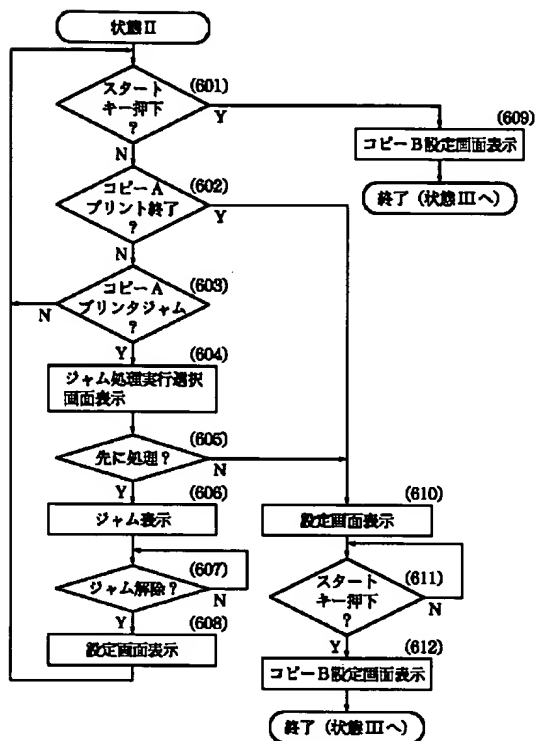 状態II
(601)
スタート
キー押下
?
Y
N
(609)
コピーB設定画面表示
終了(状態IIIへ)
(602)
コピーA
プリント終了
?
Y
N
(603)
コピーA
プリンタジャム
?
N
Y
(604)
ジャム処理実行選択
画面表示
(605)
先に処理?
N
Y
(606)
ジャム表示
(607)
ジャム解除?
N
Y
(608)
設定画面表示
(610)
設定画面表示
(611)
スタート
キー押下
?
N
Y
(612)
コピーB設定画面表示
終了(状態IIIへ)